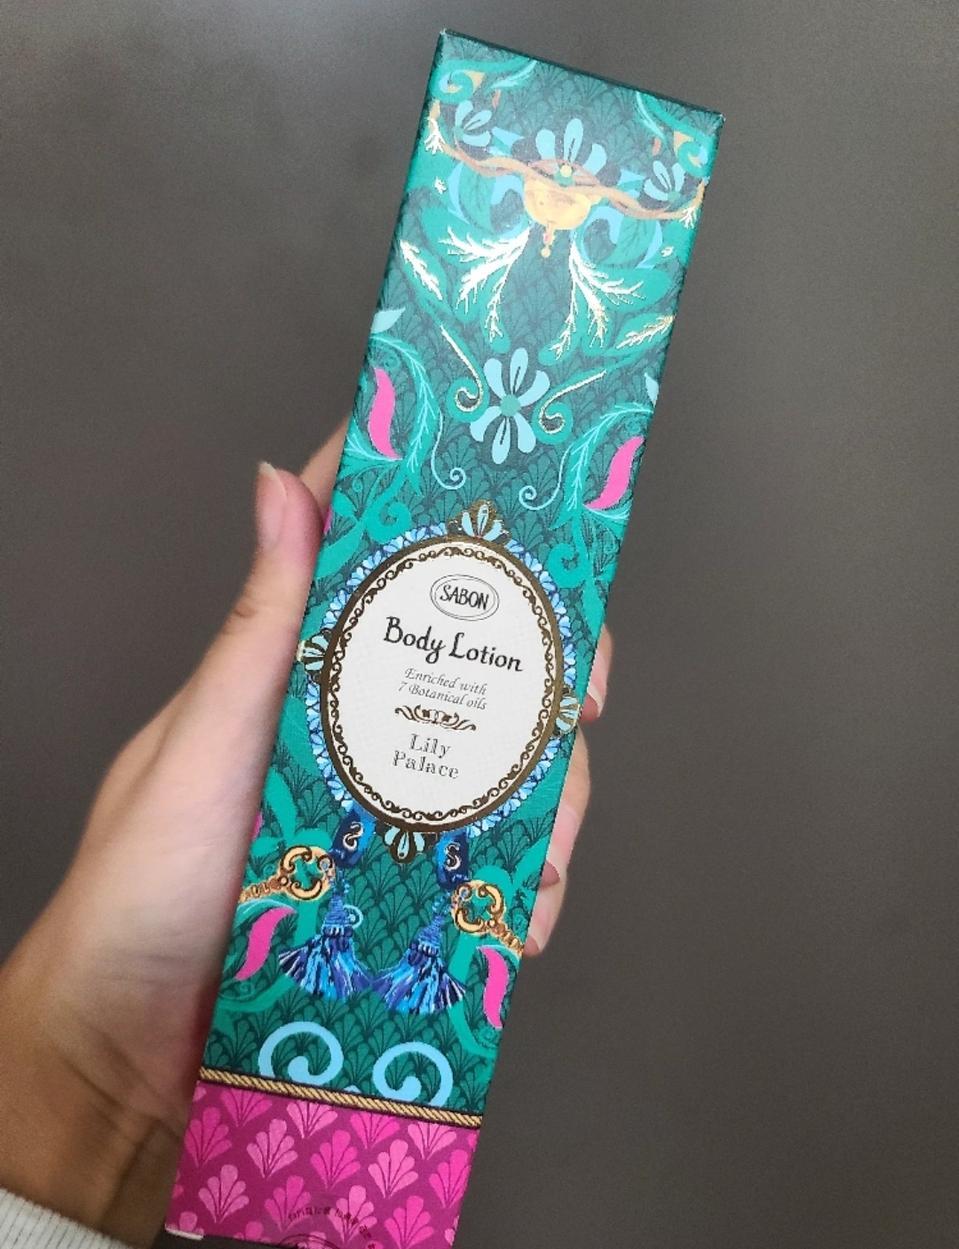 SABON
Body Lotion
Enriched with
7 Botanical oils
Lily
Palace
S S